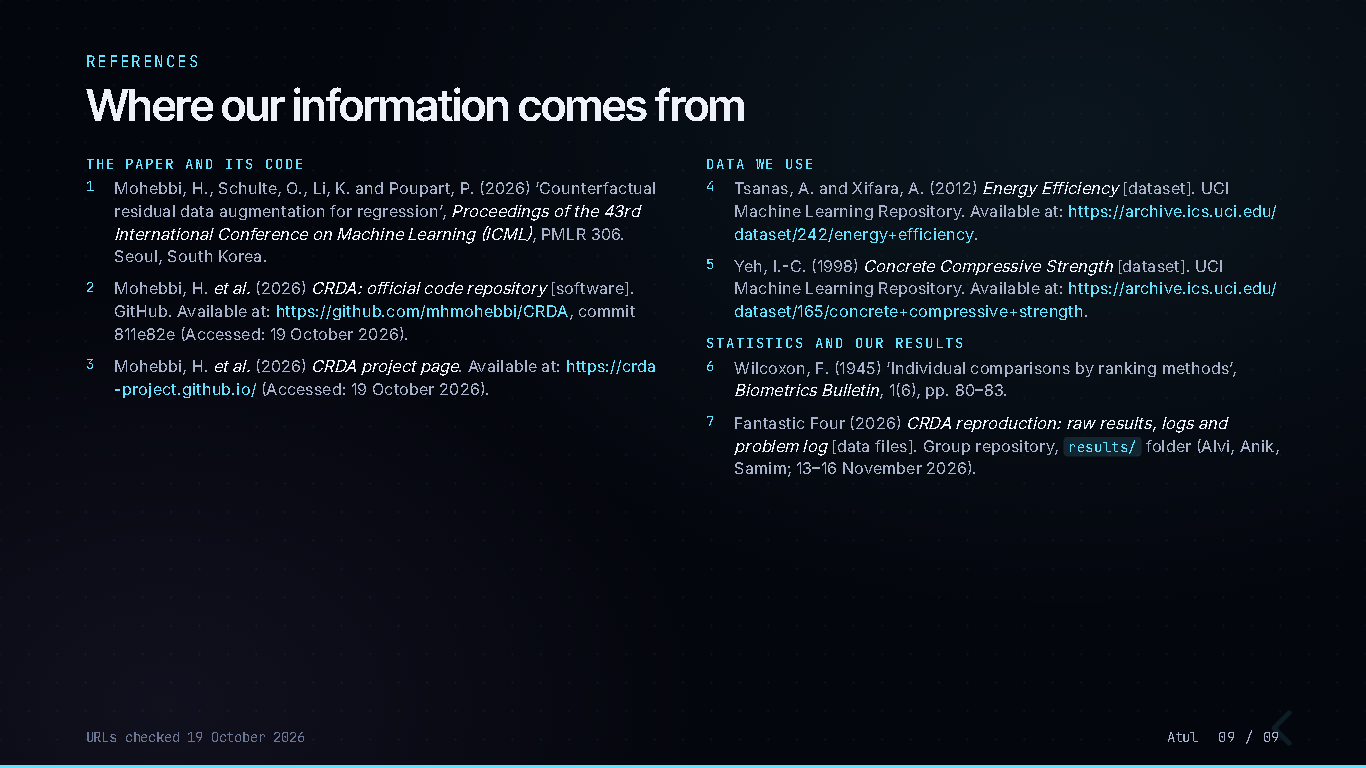 REFERENCES
Where our information comes from
THE PAPER AND ITS CODE
1 Mohebbi, H., Schulte, O., Li, K. and Poupart, P. (2026) ‘Counterfactual
residual data augmentation for regression’, Proceedings of the 43rd
International Conference on Machine Learning (ICML), PMLR 306.
Seoul, South Korea.
2 Mohebbi, H. et al. (2026) CRDA: official code repository [software].
GitHub. Available at: https://github.com/mhmohebbi/CRDA, commit
811e82e (Accessed: 19 October 2026).
3 Mohebbi, H. et al. (2026) CRDA project page. Available at: https://crda
-project.github.io/ (Accessed: 19 October 2026).
DATA WE USE
4 Tsanas, A. and Xifara, A. (2012) Energy Efficiency [dataset]. UCI
Machine Learning Repository. Available at: https://archive.ics.uci.edu/
dataset/242/energy+efficiency.
5 Yeh, I.-C. (1998) Concrete Compressive Strength [dataset]. UCI
Machine Learning Repository. Available at: https://archive.ics.uci.edu/
dataset/165/concrete+compressive+strength.
STATISTICS AND OUR RESULTS
6 Wilcoxon, F. (1945) ‘Individual comparisons by ranking methods’,
Biometrics Bulletin, 1(6), pp. 80–83.
7 Fantastic Four (2026) CRDA reproduction: raw results, logs and
problem log [data files]. Group repository, results/ folder (Alvi, Anik,
Samim; 13–16 November 2026).
URLs checked 19 October 2026
Atul 09 / 09